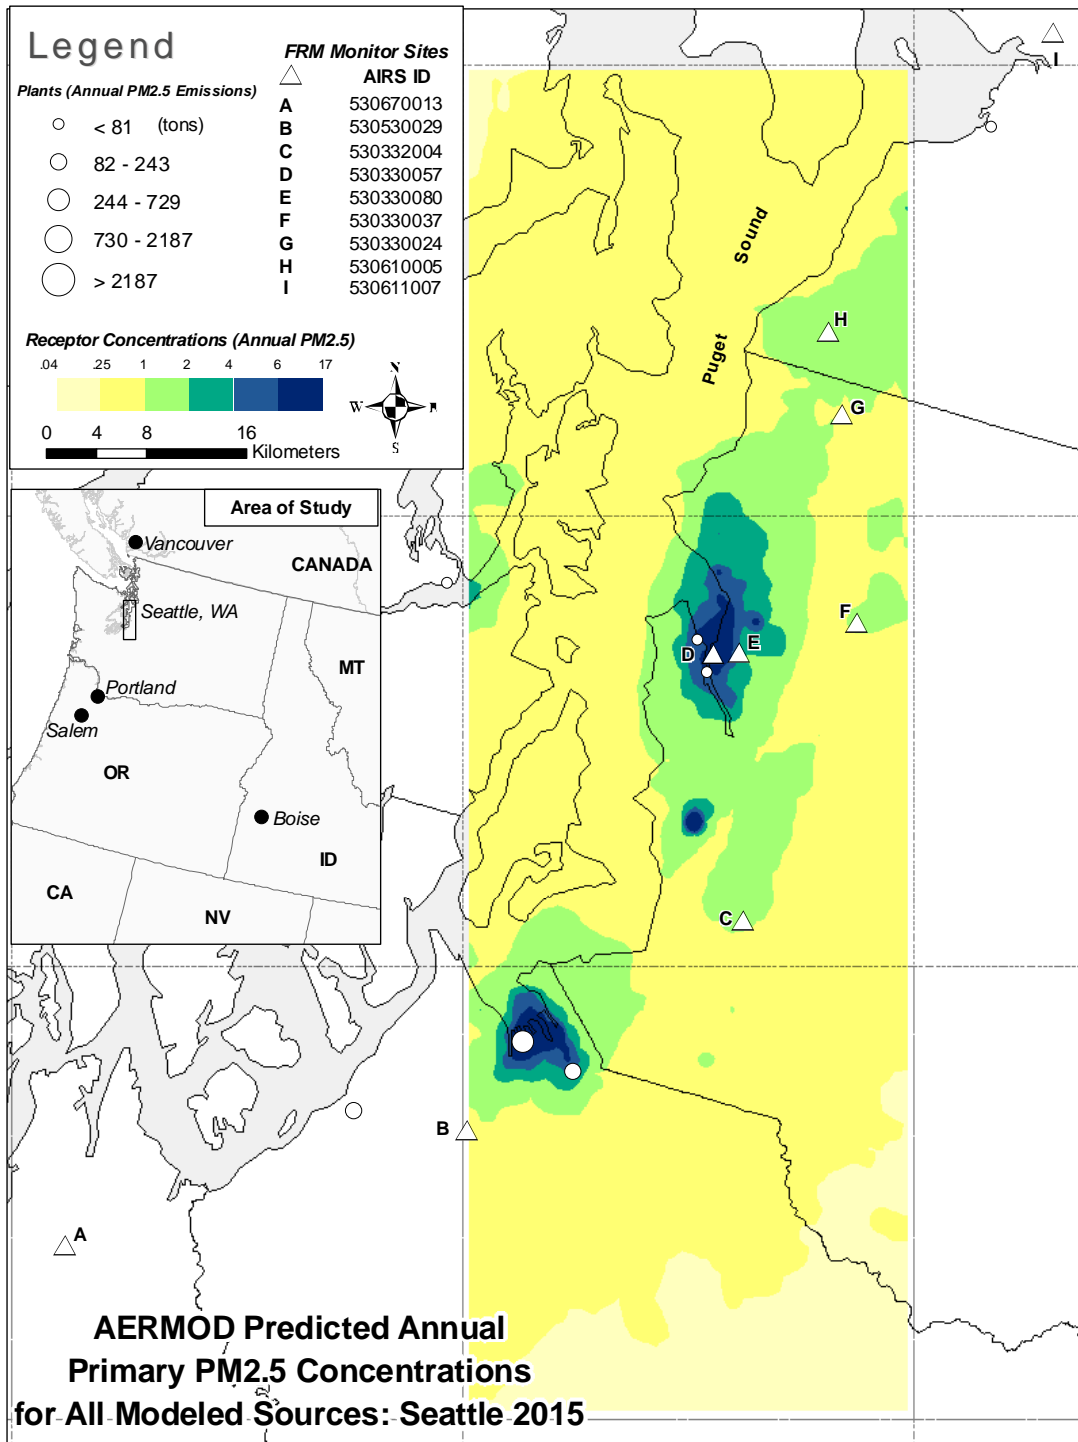 Legend
Plants (Annual PM2.5 Emissions)
< 81 (tons)
82 - 243
244 - 729
730 - 2187
> 2187
FRM Monitor Sites
AIRS ID
A 530670013
B 530530029
C 530332004
D 530330057
E 530330080
F 530330037
G 530330024
H 530610005
I 530611007
Receptor Concentrations (Annual PM2.5)
.04 .25 1 2 4 6 17
0 4 8 16
Kilometers
N
W
S
Area of Study
Vancouver
CANADA
Seattle, WA
MT
Portland
Salem
OR
Boise
ID
CA
NV
I
Sound
Puget
H
G
F
E
D
C
B
A
AERMOD Predicted Annual
Primary PM2.5 Concentrations
for All Modeled Sources: Seattle 2015